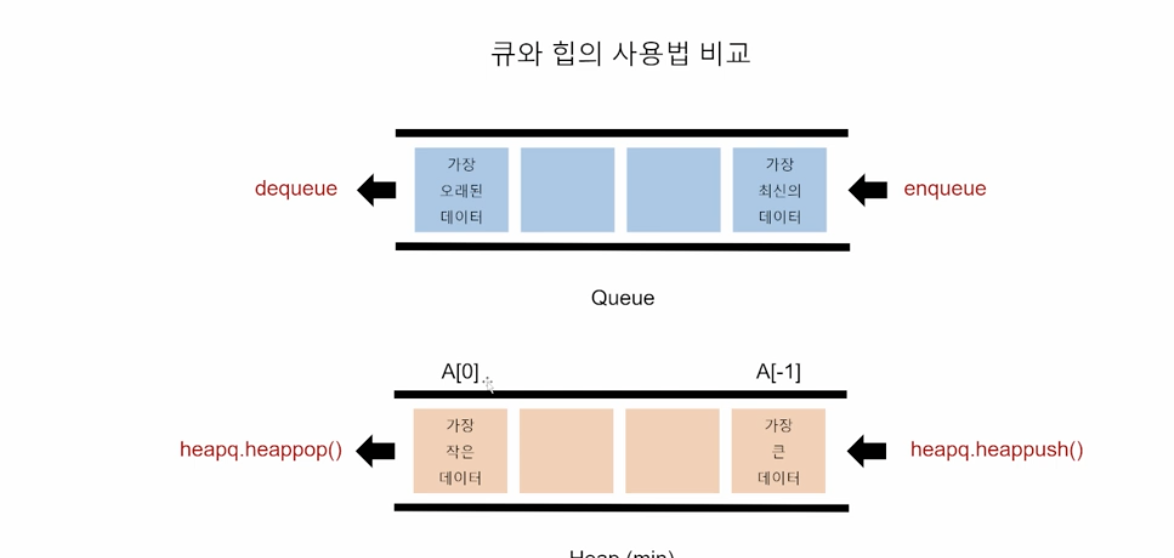 큐와 힙의 사용법 비교
dequeue
가장
오래된
데이터
가장
최신의
데이터
enqueue
Queue
A[0]
A[-1]
heapq.heappop()
가장
작은
데이터
가장
큰
데이터
heapq.heappush()
Heap (min)